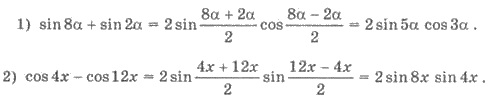 1) sin 8α + sin 2α = 2 sin (8α + 2α)/2 cos (8α − 2α)/2 = 2 sin 5α cos 3α .
2) cos 4x − cos 12x = 2 sin (4x + 12x)/2 sin (12x − 4x)/2 = 2 sin 8x sin 4x .